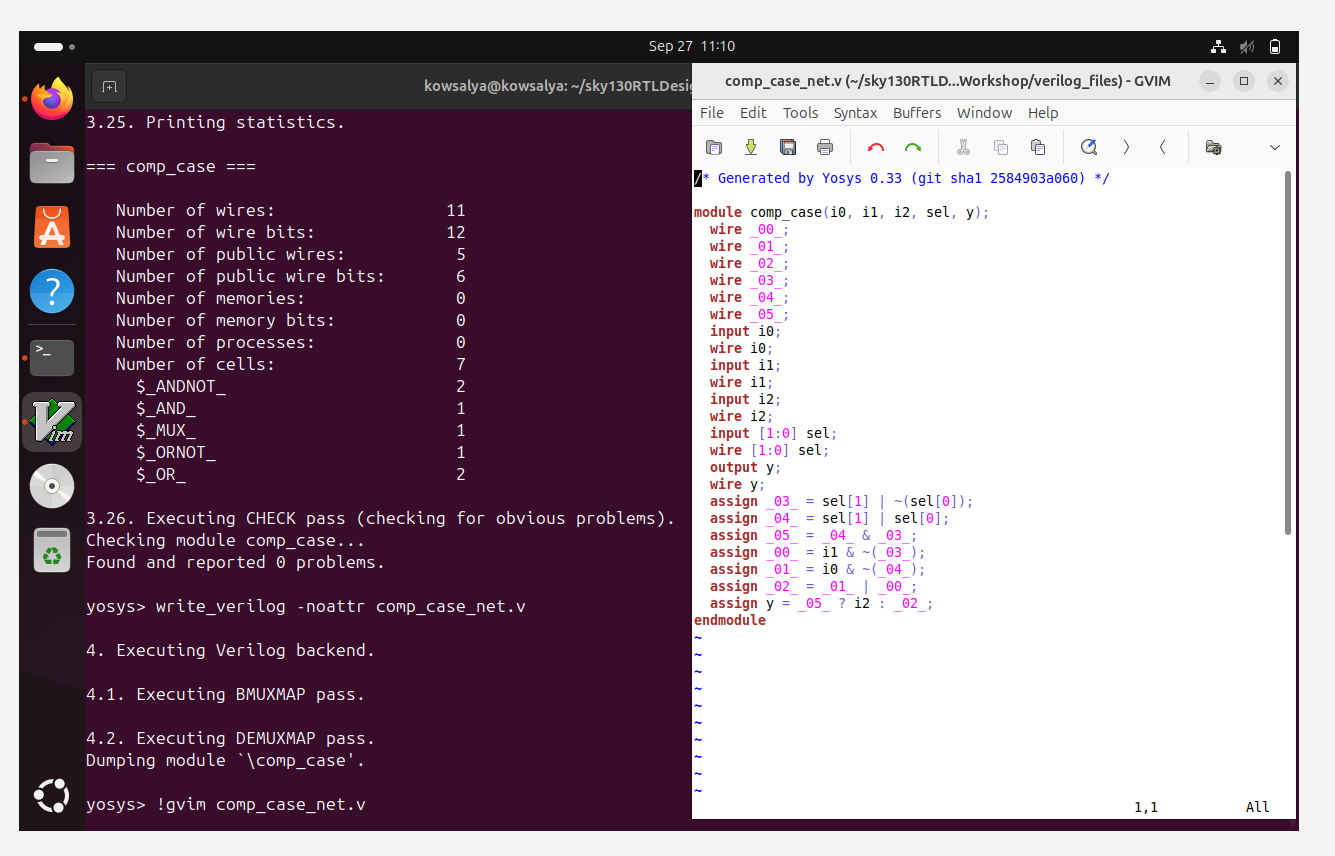 Sep 27 11:10
kowsalya@kowsalya: ~/sky130RTLDesi
3.25. Printing statistics.
=== comp_case ===
Number of wires: 11
Number of wire bits: 12
Number of public wires: 5
Number of public wire bits: 6
Number of memories: 0
Number of memory bits: 0
Number of processes: 0
Number of cells: 7
$_ANDNOT_ 2
$_AND_ 1
$_MUX_ 1
$_ORNOT_ 1
$_OR_ 2
3.26. Executing CHECK pass (checking for obvious problems).
Checking module comp_case...
Found and reported 0 problems.
yosys> write_verilog -noattr comp_case_net.v
4. Executing Verilog backend.
4.1. Executing BMUXMAP pass.
4.2. Executing DEMUXMAP pass.
Dumping module `\comp_case'.
yosys> !gvim comp_case_net.v
comp_case_net.v (~/sky130RTLD...Workshop/verilog_files) - GVIM
File Edit Tools Syntax Buffers Window Help
/* Generated by Yosys 0.33 (git sha1 2584903a060) */
module comp_case(i0, i1, i2, sel, y);
wire _00_;
wire _01_;
wire _02_;
wire _03_;
wire _04_;
wire _05_;
input i0;
wire i0;
input i1;
wire i1;
input i2;
wire i2;
input [1:0] sel;
wire [1:0] sel;
output y;
wire y;
assign _03_ = sel[1] | ~(sel[0]);
assign _04_ = sel[1] | sel[0];
assign _05_ = _04_ & _03_;
assign _00_ = i1 & ~(_03_);
assign _01_ = i0 & ~(_04_);
assign _02_ = _01_ | _00_;
assign y = _05_ ? i2 : _02_;
endmodule
~
~
~
~
~
~
~
~
~
~
1,1 All